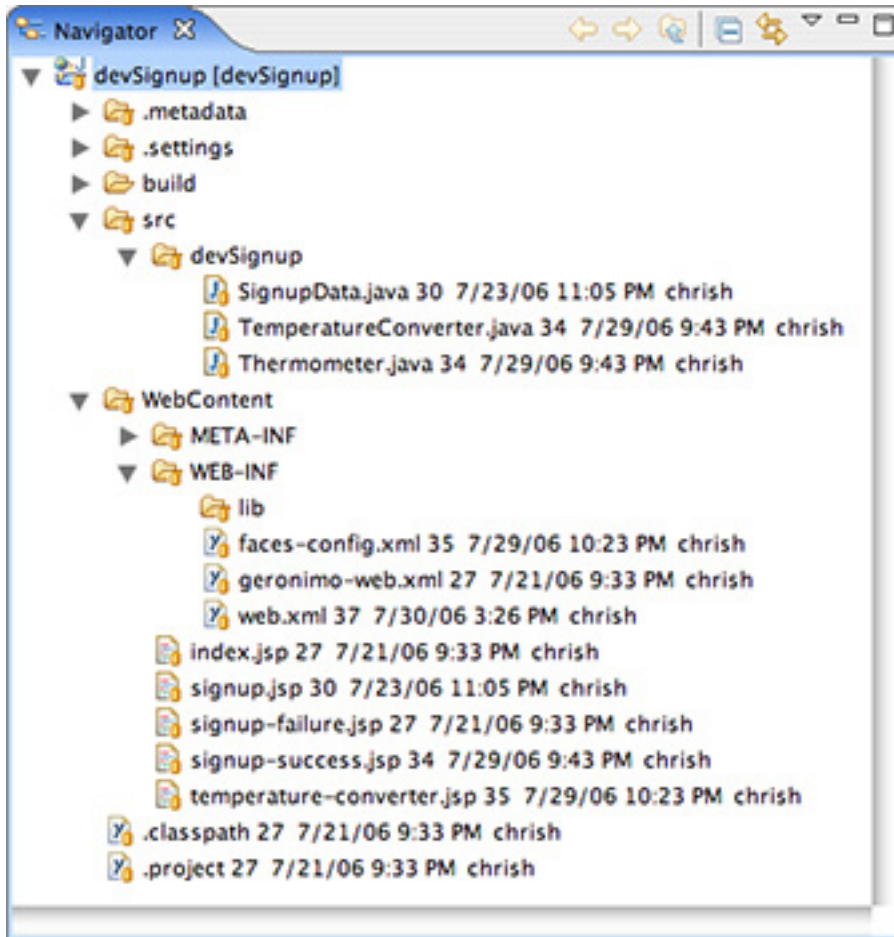 Navigator
devSignup [devSignup]
.metadata
.settings
build
src
devSignup
SignupData.java 30 7/23/06 11:05 PM chrish
TemperatureConverter.java 34 7/29/06 9:43 PM chrish
Thermometer.java 34 7/29/06 9:43 PM chrish
WebContent
META-INF
WEB-INF
lib
faces-config.xml 35 7/29/06 10:23 PM chrish
geronimo-web.xml 27 7/21/06 9:33 PM chrish
web.xml 37 7/30/06 3:26 PM chrish
index.jsp 27 7/21/06 9:33 PM chrish
signup.jsp 30 7/23/06 11:05 PM chrish
signup-failure.jsp 27 7/21/06 9:33 PM chrish
signup-success.jsp 34 7/29/06 9:43 PM chrish
temperature-converter.jsp 35 7/29/06 10:23 PM chrish
.classpath 27 7/21/06 9:33 PM chrish
.project 27 7/21/06 9:33 PM chrish